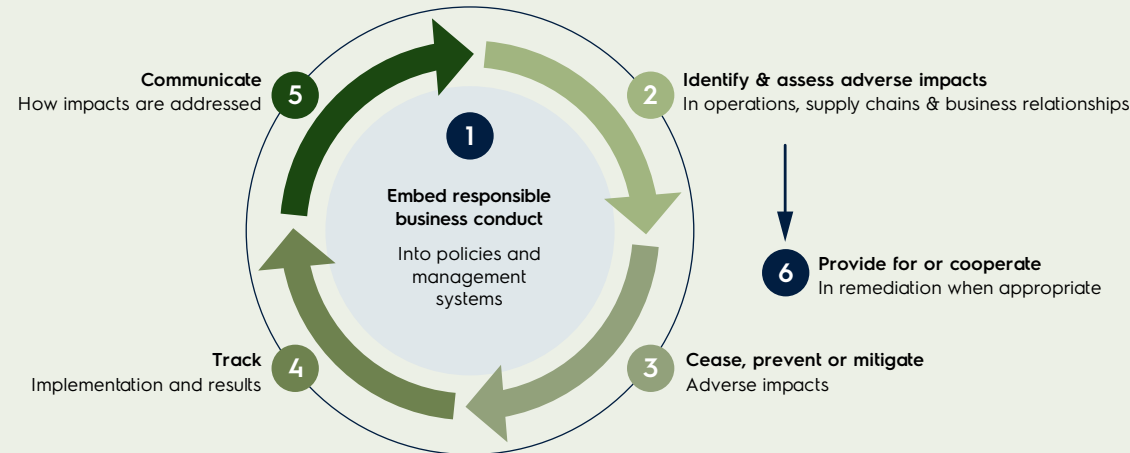 1
Embed responsible
business conduct
Into policies and
management
systems
2
Identify & assess adverse impacts
In operations, supply chains & business relationships
3
Cease, prevent or mitigate
Adverse impacts
4
Track
Implementation and results
5
Communicate
How impacts are addressed
6
Provide for or cooperate
In remediation when appropriate